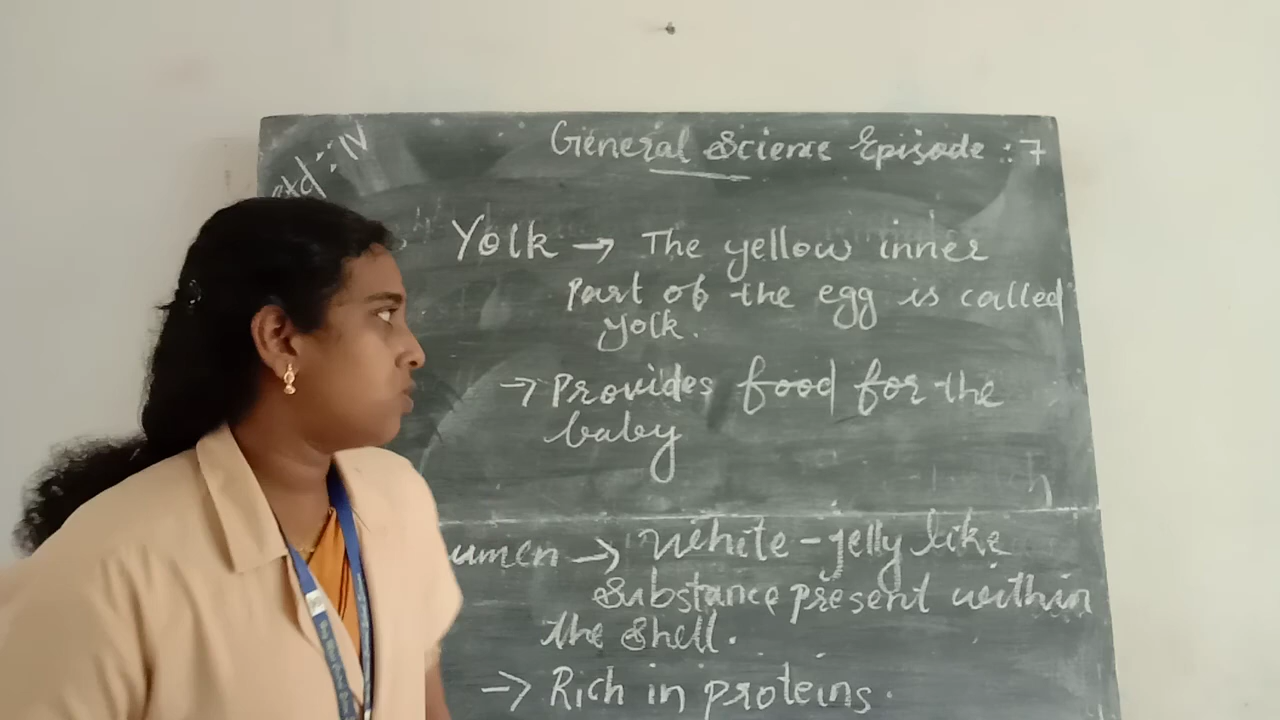 std: IV
General Science Episode : 7
Yolk → The yellow inner
part of the egg is called
yolk.
→ Provides food for the
baby
umen → White - jelly like
substance present within
the shell.
→ Rich in proteins.